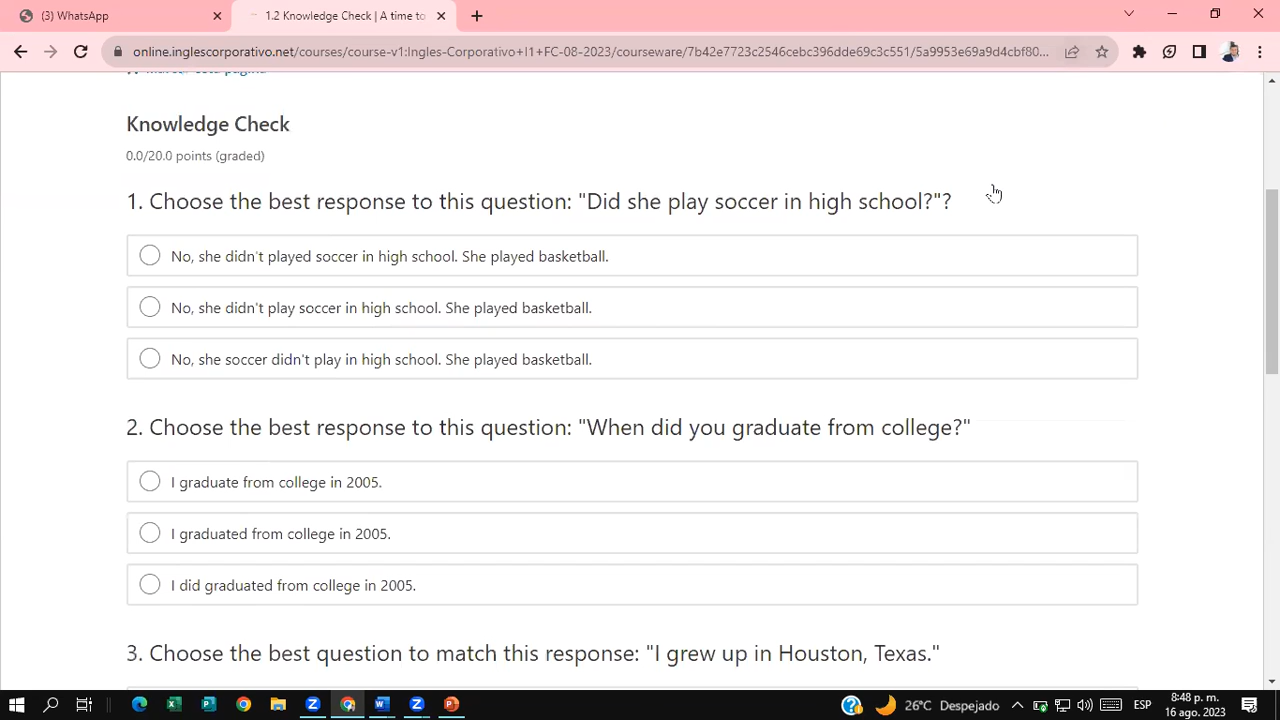 (3) WhatsApp
1.2 Knowledge Check | A time to
online.inglescorporativo.net/courses/course-v1:Ingles-Corporativo+I1+FC-08-2023/courseware/7b42e7723c2546cebc396dde69c3c551/5a9953e69a9d4cbf80...
Knowledge Check
0.0/20.0 points (graded)
1. Choose the best response to this question: "Did she play soccer in high school?"?
No, she didn't played soccer in high school. She played basketball.
No, she didn't play soccer in high school. She played basketball.
No, she soccer didn't play in high school. She played basketball.
2. Choose the best response to this question: "When did you graduate from college?"
I graduate from college in 2005.
I graduated from college in 2005.
I did graduated from college in 2005.
3. Choose the best question to match this response: "I grew up in Houston, Texas."
26°C Despejado
ESP
8:48 p. m.
16 ago. 2023